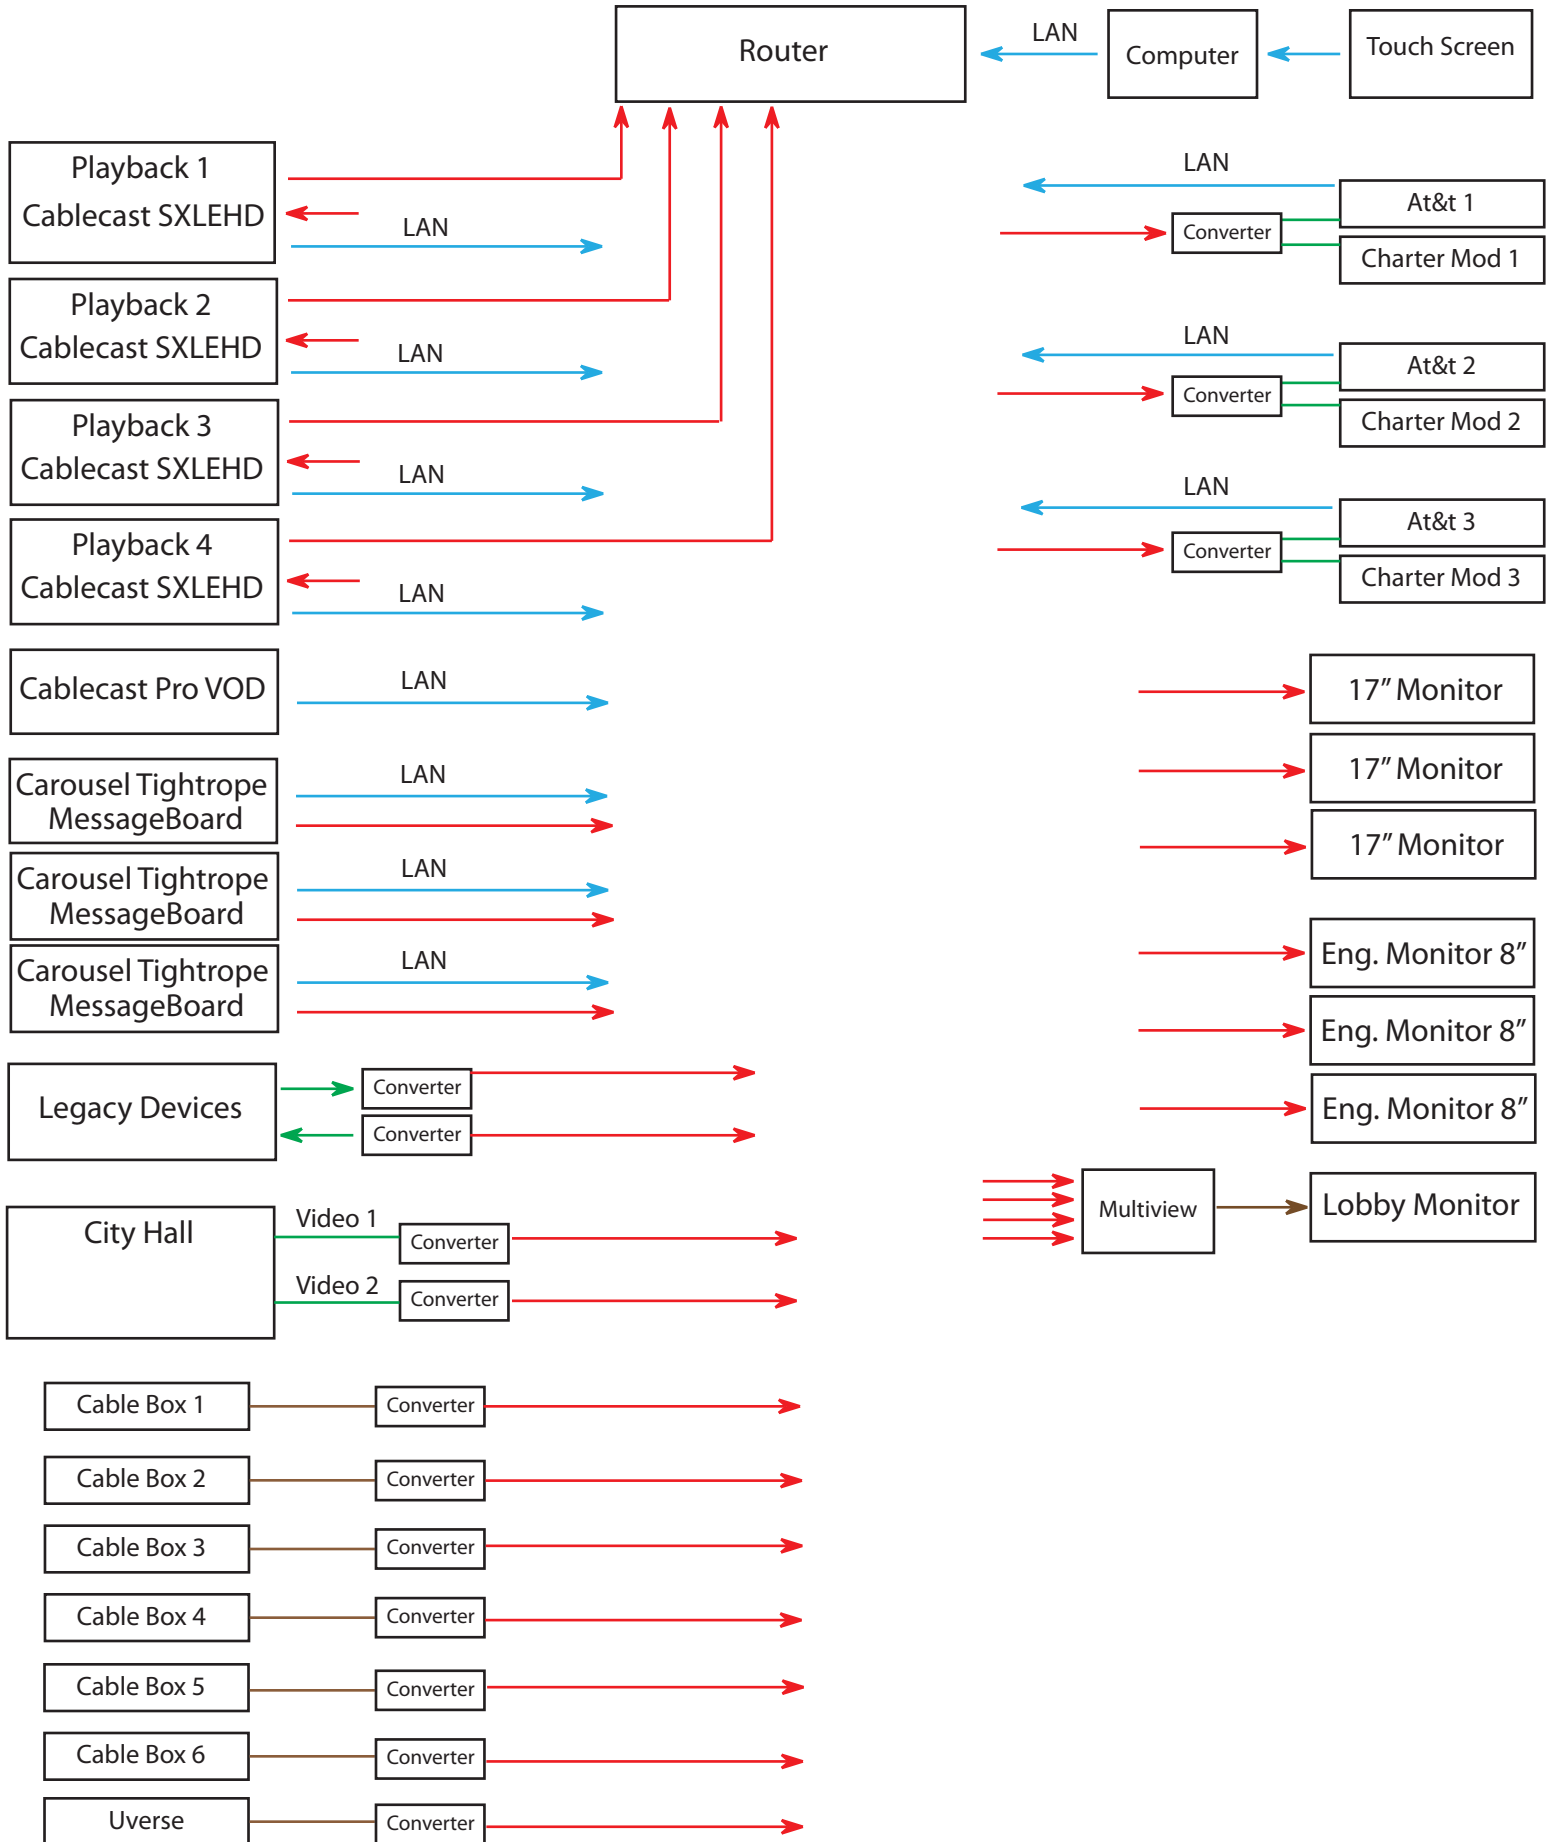 Router
LAN
Computer
Touch Screen
Playback 1
Cablecast SXLEHD
LAN
Playback 2
Cablecast SXLEHD
LAN
Playback 3
Cablecast SXLEHD
LAN
Playback 4
Cablecast SXLEHD
LAN
Cablecast Pro VOD
LAN
Carousel Tightrope
MessageBoard
LAN
Carousel Tightrope
MessageBoard
LAN
Carousel Tightrope
MessageBoard
LAN
Legacy Devices
Converter
Converter
City Hall
Video 1
Converter
Video 2
Converter
Cable Box 1
Converter
Cable Box 2
Converter
Cable Box 3
Converter
Cable Box 4
Converter
Cable Box 5
Converter
Cable Box 6
Converter
Uverse
Converter
LAN
At&t 1
Converter
Charter Mod 1
LAN
At&t 2
Converter
Charter Mod 2
LAN
At&t 3
Converter
Charter Mod 3
17” Monitor
17” Monitor
17” Monitor
Eng. Monitor 8”
Eng. Monitor 8”
Eng. Monitor 8”
Multiview
Lobby Monitor